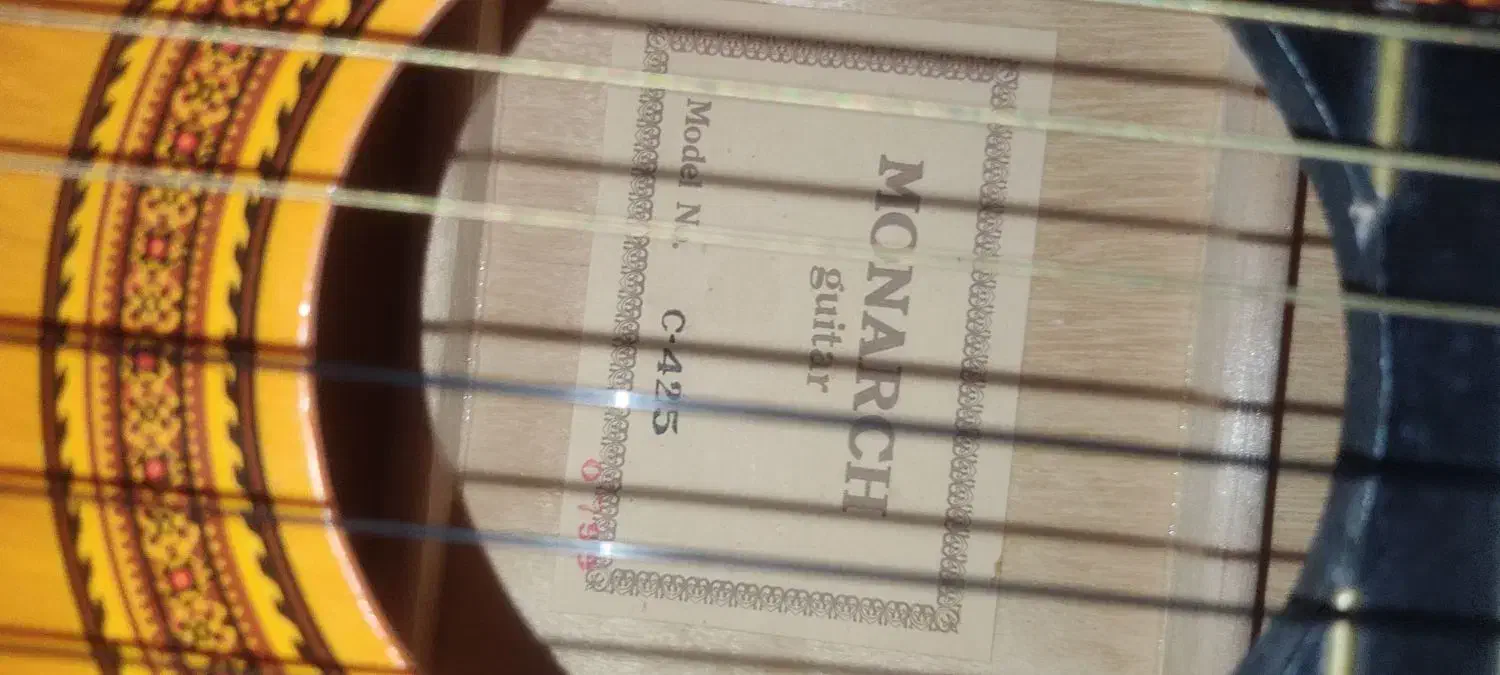 MONARCH
guitar
Model No. C-425